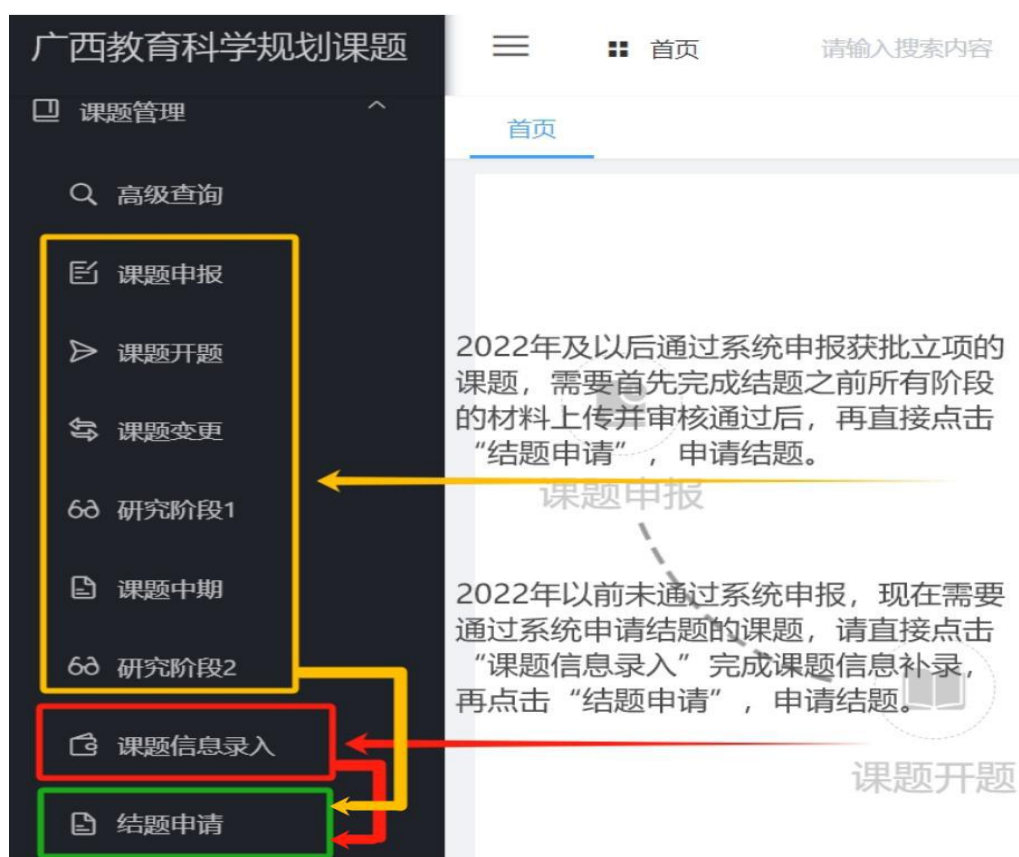 广西教育科学规划课题
首页
请输入搜索内容
课题管理
首页
高级查询
课题申报
课题开题
课题变更
研究阶段1
课题中期
研究阶段2
课题信息录入
结题申请
2022年及以后通过系统申报获批立项的
课题，需要首先完成结题之前所有阶段
的材料上传并审核通过后，再直接点击
“结题申请”，申请结题。
课题申报
2022年以前未通过系统申报，现在需要
通过系统申请结题的课题，请直接点击
“课题信息录入”完成课题信息补录，
再点击“结题申请”，申请结题。
课题开题